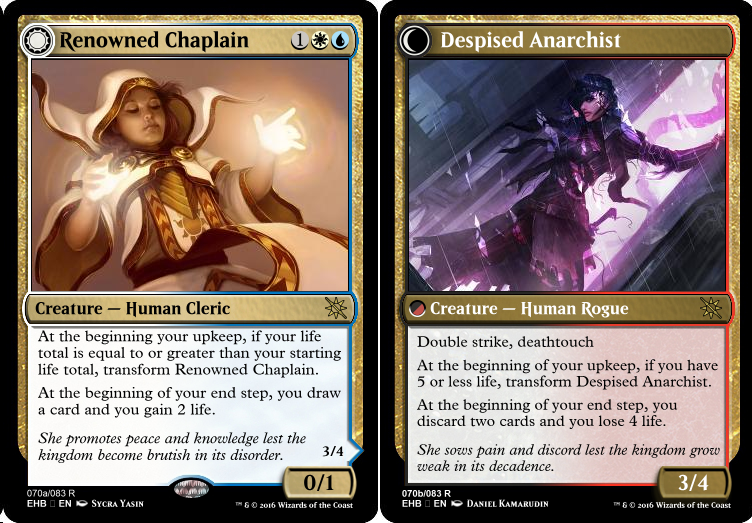 Renowned Chaplain 1
Creature — Human Cleric
At the beginning your upkeep, if your life
total is equal to or greater than your starting
life total, transform Renowned Chaplain.
At the beginning of your end step, you draw
a card and you gain 2 life.
She promotes peace and knowledge lest the
kingdom become brutish in its disorder.
3/4
0/1
070a/083 R
EHB EN Sycra Yasin
™ & © 2016 Wizards of the Coast
Despised Anarchist
Creature — Human Rogue
Double strike, deathtouch
At the beginning of your upkeep, if you have
5 or less life, transform Despised Anarchist.
At the beginning of your end step, you
discard two cards and you lose 4 life.
She sows pain and discord lest the kingdom grow
weak in its decadence.
3/4
070b/083 R
EHB EN Daniel Kamarudin
™ & © 2016 Wizards of the Coast